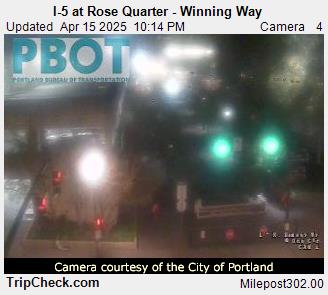 I-5 at Rose Quarter - Winning Way
Updated Apr 15 2025 10:14 PM Camera 4
PBOT
PORTLAND BUREAU OF TRANSPORTATION
Camera courtesy of the City of Portland
TripCheck.com Milepost302.00